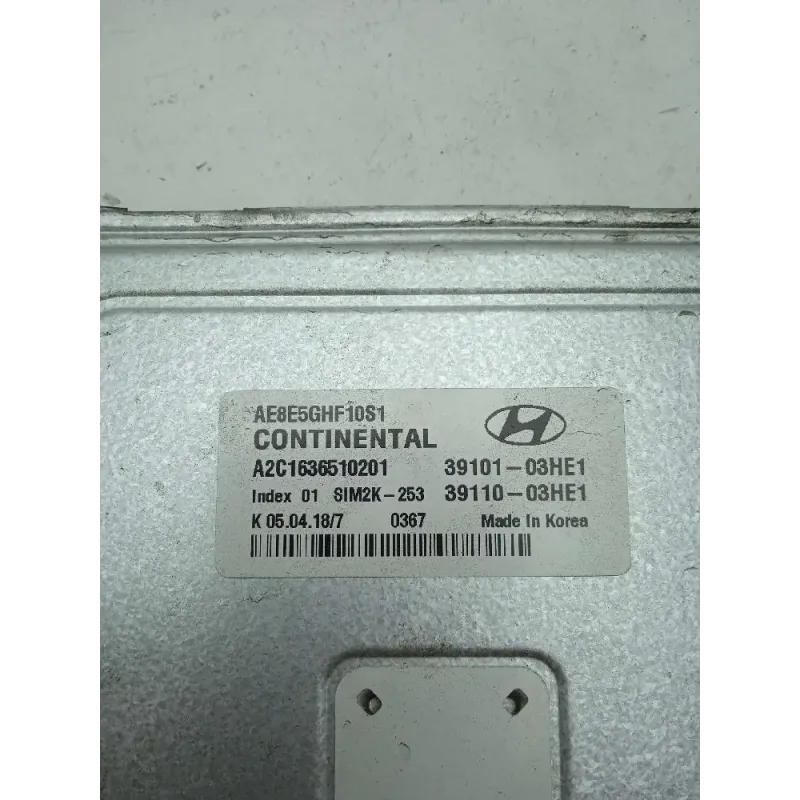 AE8E5GHF10S1
CONTINENTAL
A2C1636510201 39101-03HE1
Index 01 SIM2K-253 39110-03HE1
K 05.04.18/7 0367 Made In Korea